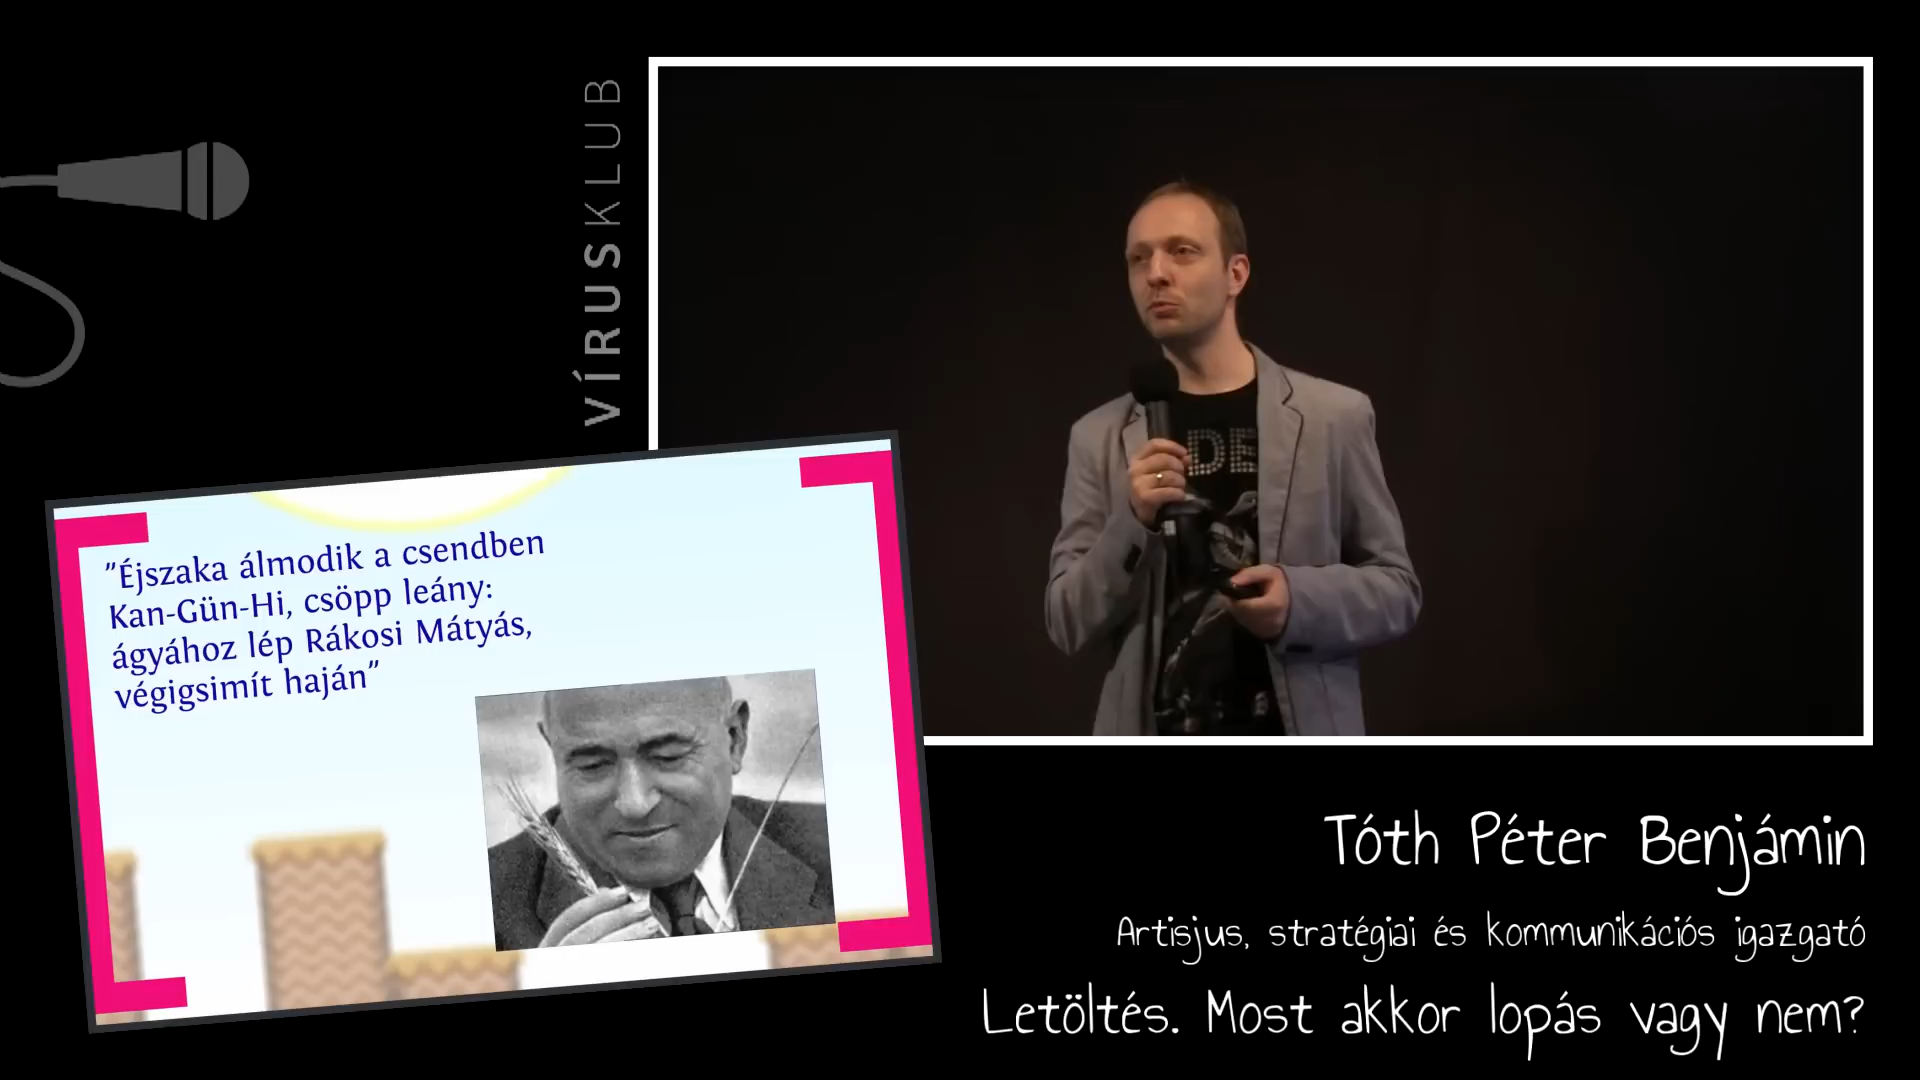 VÍRUSKLUB
DE
"Éjszaka álmodik a csendben
Kan-Gün-Hi, csöpp leány:
ágyához lép Rákosi Mátyás,
végigsimít haján"
Tóth Péter Benjámin
Artisjus, stratégiai és kommunikációs igazgató
Letöltés. Most akkor lopás vagy nem?